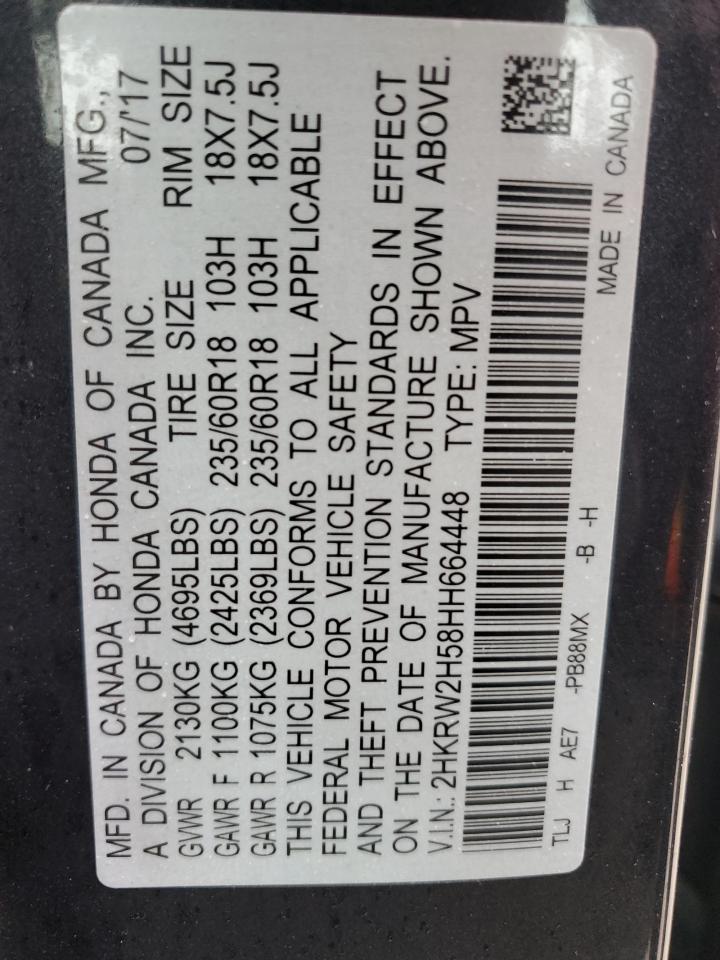 MFD. IN CANADA BY HONDA OF CANADA MFG.,
A DIVISION OF HONDA CANADA INC. 07/'17
GVWR 2130KG (4695LBS) TIRE SIZE RIM SIZE
GAWR F 1100KG (2425LBS) 235/60R18 103H 18X7.5J
GAWR R 1075KG (2369LBS) 235/60R18 103H 18X7.5J
THIS VEHICLE CONFORMS TO ALL APPLICABLE
FEDERAL MOTOR VEHICLE SAFETY
AND THEFT PREVENTION STANDARDS IN EFFECT
ON THE DATE OF MANUFACTURE SHOWN ABOVE.
V.I.N.: 2HKRW2H58HH664448 TYPE: MPV
TLJ H AE7 -PB88MX -B -H
MADE IN CANADA